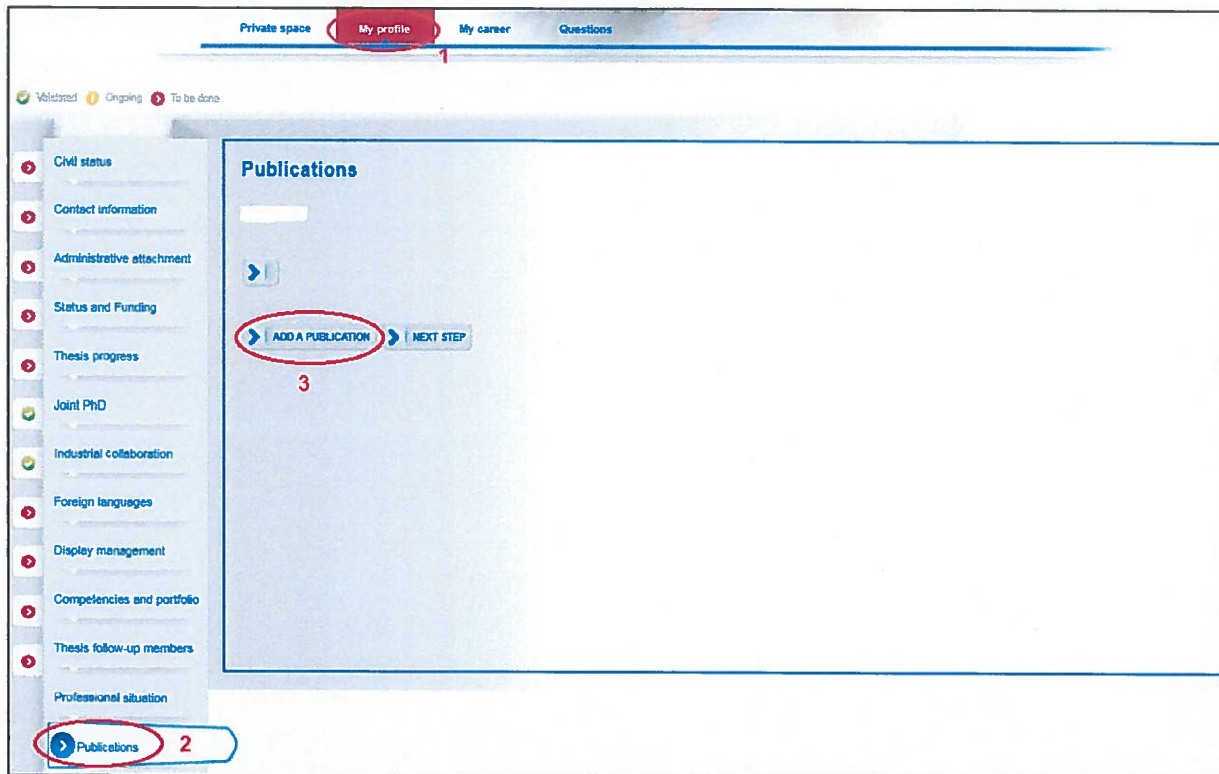 Private space My profile My career Questions
1
Validated Ongoing To be done
Civil status
Contact information
Administrative attachment
Status and Funding
Thesis progress
Joint PhD
Industrial collaboration
Foreign languages
Display management
Competencies and portfolio
Thesis follow-up members
Professional situation
Publications 2
Publications
ADD A PUBLICATION NEXT STEP
3